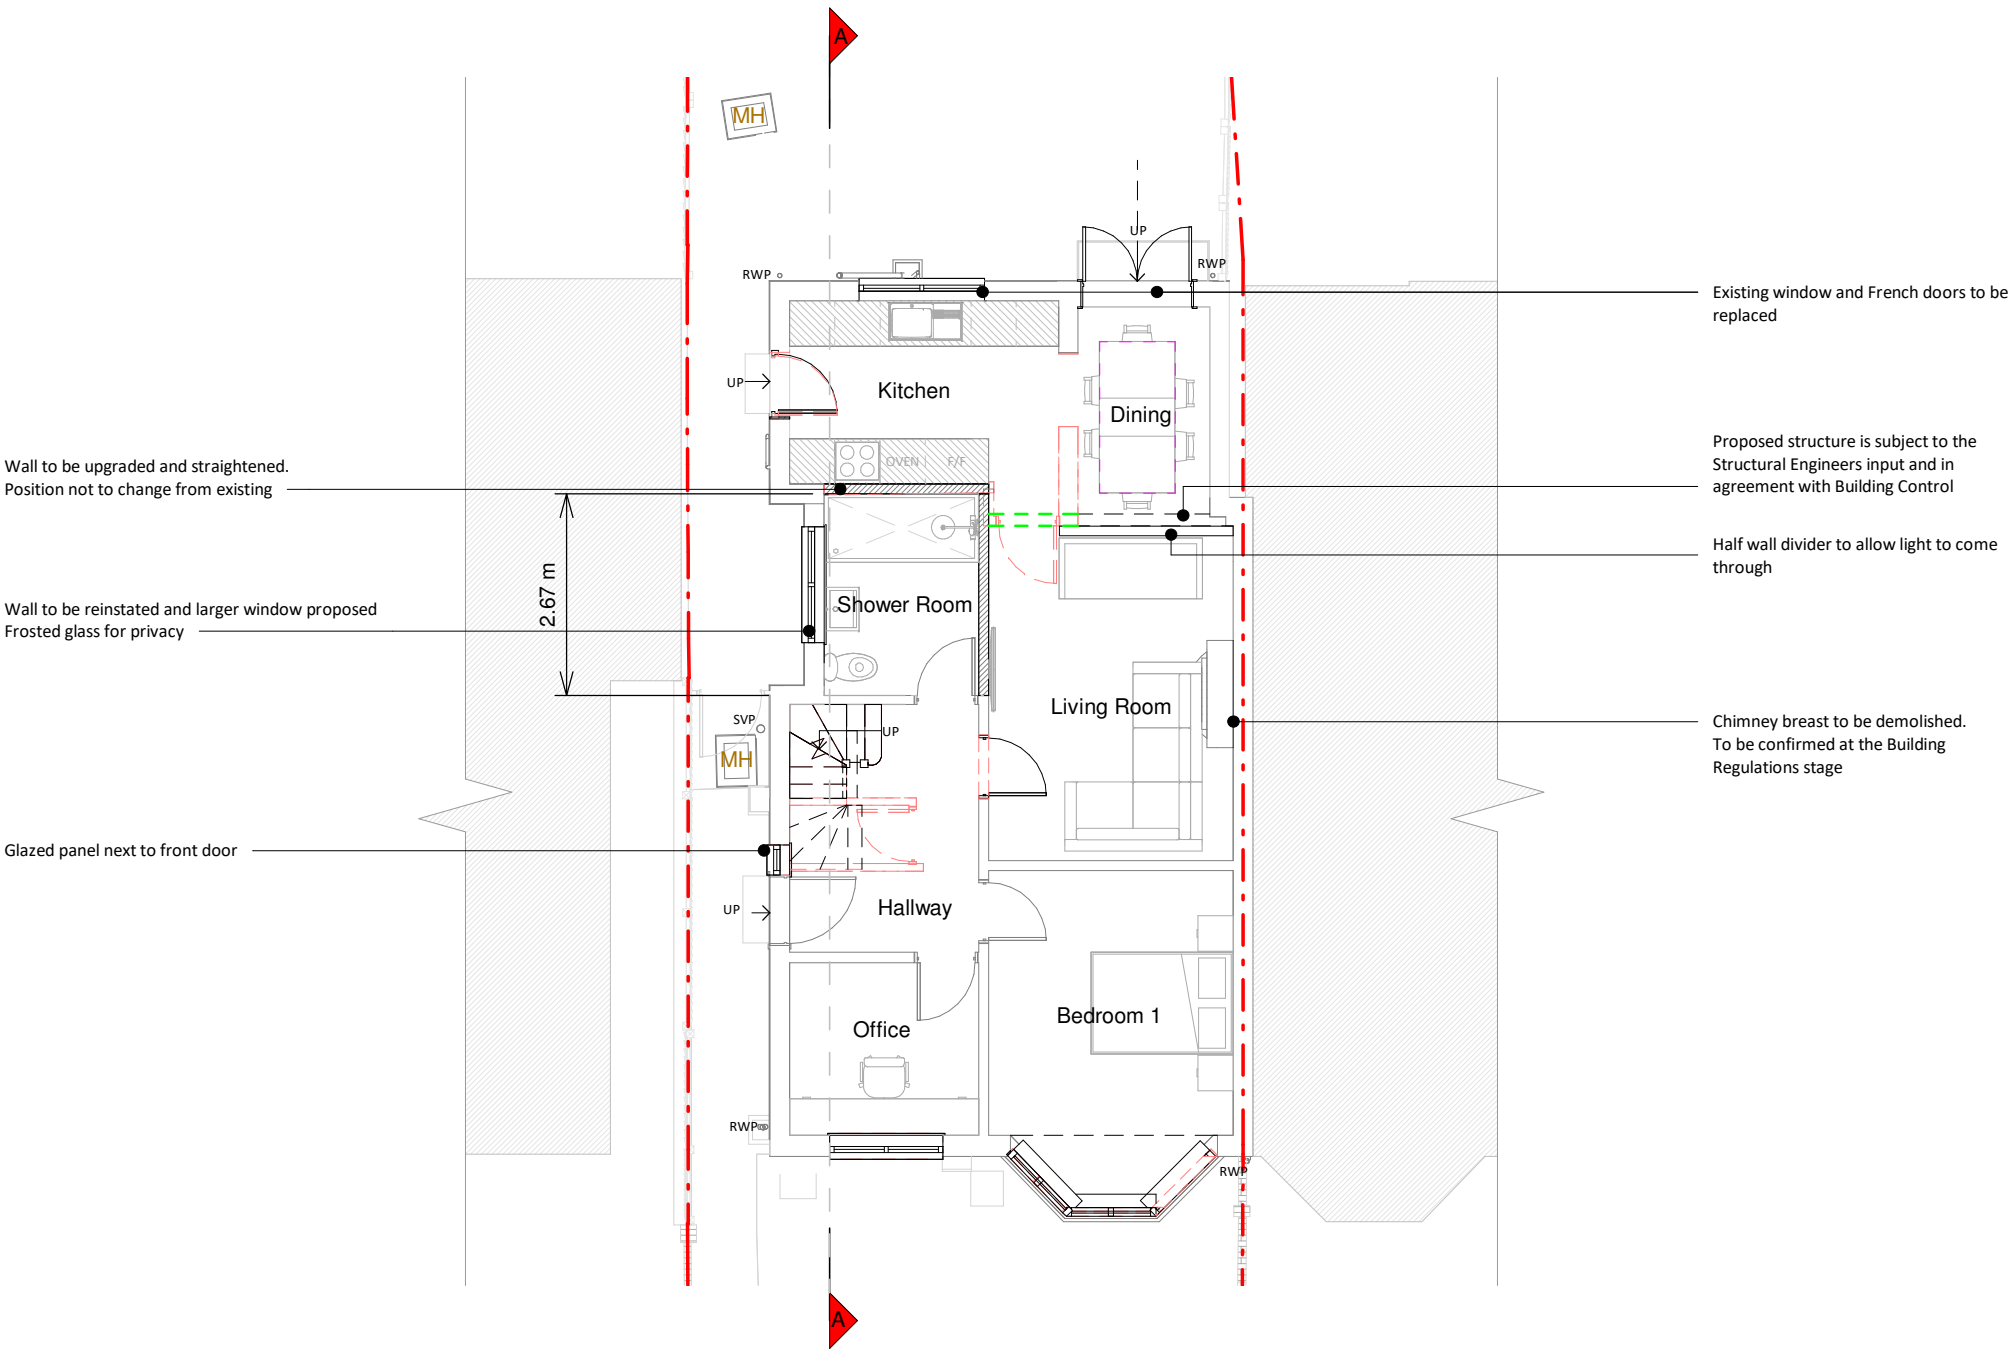 A
MH
UP
RWP
RWP
Existing window and French doors to be
replaced
UP
Kitchen
Dining
Proposed structure is subject to the
Structural Engineers input and in
agreement with Building Control
Wall to be upgraded and straightened.
Position not to change from existing
OVEN
F/F
Half wall divider to allow light to come
through
2.67 m
Shower Room
Wall to be reinstated and larger window proposed
Frosted glass for privacy
Living Room
SVP
UP
MH
Chimney breast to be demolished.
To be confirmed at the Building
Regulations stage
Glazed panel next to front door
UP
Hallway
Office
Bedroom 1
RWP
RWP
A